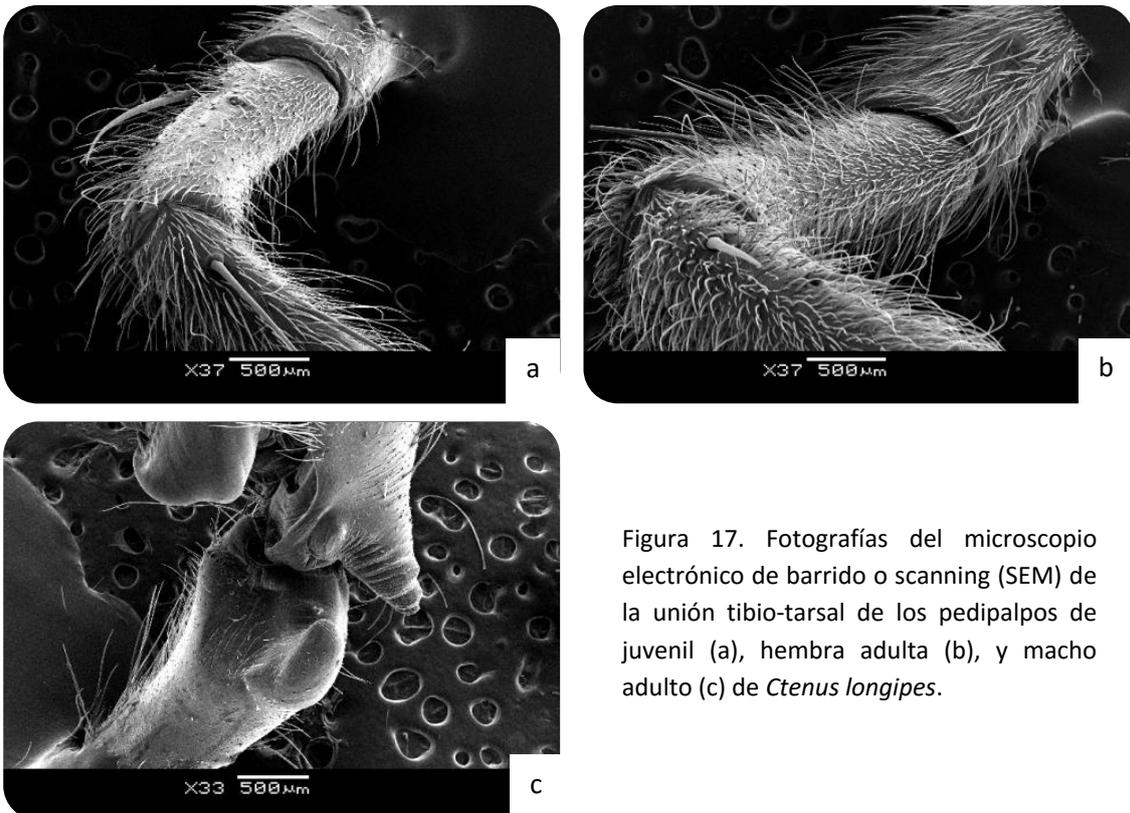 X37 500µm
a
X37 500µm
b
X33 500µm
c
Figura 17. Fotografías del microscopio
electrónico de barrido o scanning (SEM) de
la unión tibio-tarsal de los pedipalpos de
juvenil (a), hembra adulta (b), y macho
adulto (c) de Ctenus longipes.